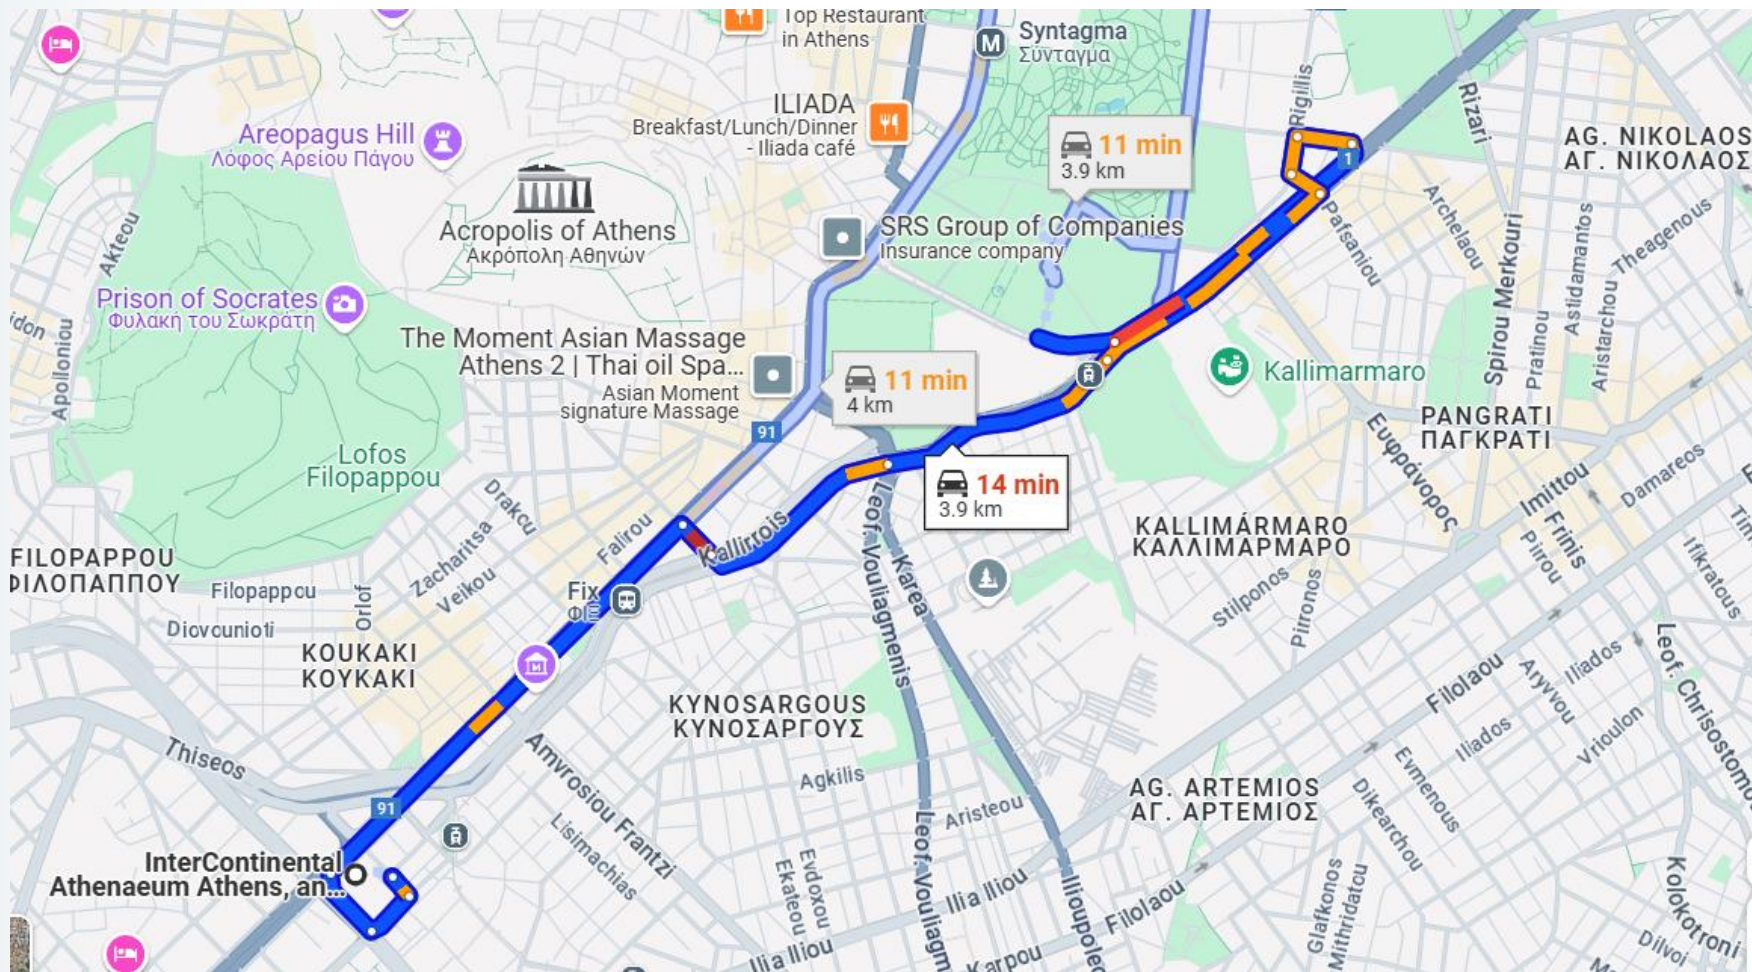 Top Restaurant
in Athens
M
Syntagma
Σύνταγμα
Rigillis
Rizari
ILIADA
Breakfast/Lunch/Dinner
- Iliada café
Areopagus Hill
Λόφος Αρείου Πάγου
11 min
3.9 km
1
AG. NIKOLAOS
ΑΓ. ΝΙΚΟΛΑΟΣ
Akteou
Acropolis of Athens
Ακρόπολη Αθηνών
SRS Group of Companies
Insurance company
Pafsaniou
Archelaou
Spirou Merkouri
Astidamantos
Theagenous
Prison of Socrates
Φυλακή του Σωκράτη
Apolloniou
The Moment Asian Massage
Athens 2 | Thai oil Spa...
Asian Moment
signature Massage
11 min
4 km
Kallimarmaro
Pratinou
Aristarchou
91
PANGRATI
ΠΑΓΚΡΑΤΙ
Ευφράνορος
Lofos
Filopappou
14 min
3.9 km
Imittou
Damareos
Drakou
Falirou
Kallirrois
Leof. Vouliagmenis
Karea
KALLIMÁRMARO
ΚΑΛΛΙΜΑΡΜΑΡΟ
Frinis
Pirrou
Ifikratous
FILOPAPPOU
ΦΙΛΟΠΑΠΠΟΥ
Filopappou
Zacharitsa
Veikou
Orlof
Fix
ΦΙΞ
Stilponos
Pirronos
Diovounioti
KOUKAKI
ΚΟΥΚΑΚΙ
KYNOSARGOUS
ΚΥΝΟΣΑΡΓΟΥΣ
Filolaou
Aryvou
Iliados
Leof. Chrisostomo
Thiseos
Amvrosiou Frantzi
Agkilis
Iliados
Vrioulon
Evmenous
AG. ARTEMIOS
ΑΓ. ΑΡΤΕΜΙΟΣ
Aristeou
Dikearchou
91
Lisimachias
Leof. Vouliagm
InterContinental
Athenaeum Athens, an...
Ekateou
Evdoxou
Ilia Iliou
Ilioupoleo
Filolaou
Glafkonos
Mithridatou
Kolokotroni
Ilia Iliou
Karpou
Dilvoi